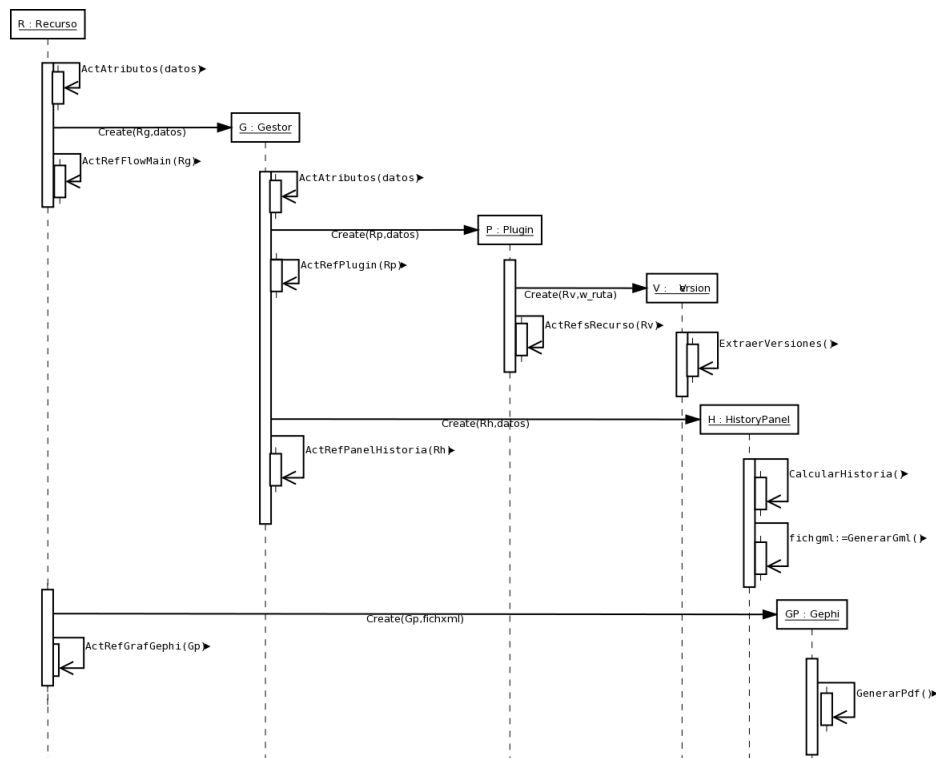 R : Recurso
ActAtributos(datos)
Create(Rg,datos)
G : Gestor
ActRefFlowMain(Rg)
ActAtributos(datos)
Create(Rp,datos)
P : Plugin
ActRefPlugin(Rp)
Create(Rv,w_ruta)
V : Version
ActRefsRecurso(Rv)
ExtraerVersiones()
Create(Rh,datos)
H : HistoryPanel
ActRefPanelHistoria(Rh)
CalcularHistoria()
fichgml:=GenerarGml()
Create(Gp,fichxml)
GP : Gephi
ActRefGrafGephi(Gp)
GenerarPdf()